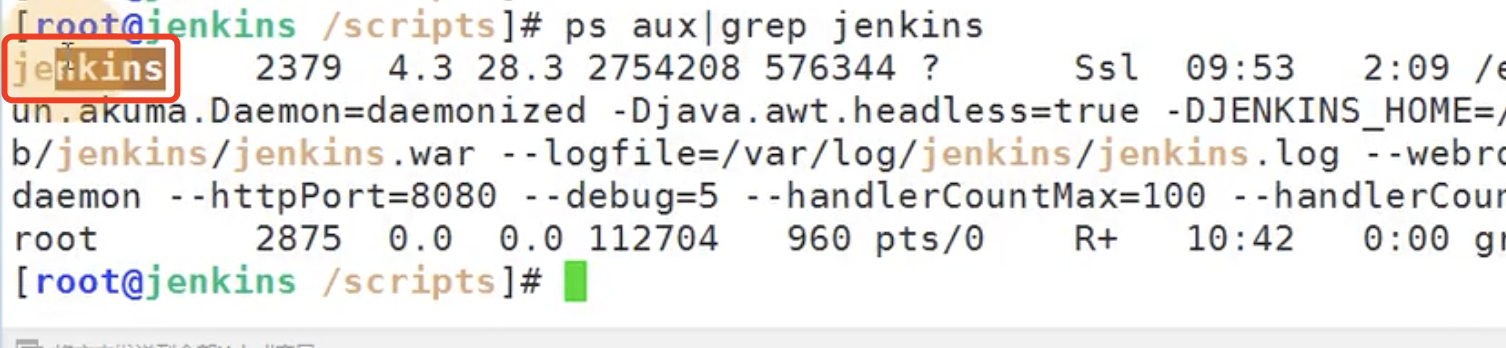 [root@jenkins /scripts]# ps aux|grep jenkins
jenkins 2379 4.3 28.3 2754208 576344 ? Ssl 09:53 2:09 /e
un.akuma.Daemon=daemonized -Djava.awt.headless=true -DJENKINS_HOME=/
b/jenkins/jenkins.war --logfile=/var/log/jenkins/jenkins.log --webro
daemon --httpPort=8080 --debug=5 --handlerCountMax=100 --handlerCour
root 2875 0.0 0.0 112704 960 pts/0 R+ 10:42 0:00 gr
[root@jenkins /scripts]#